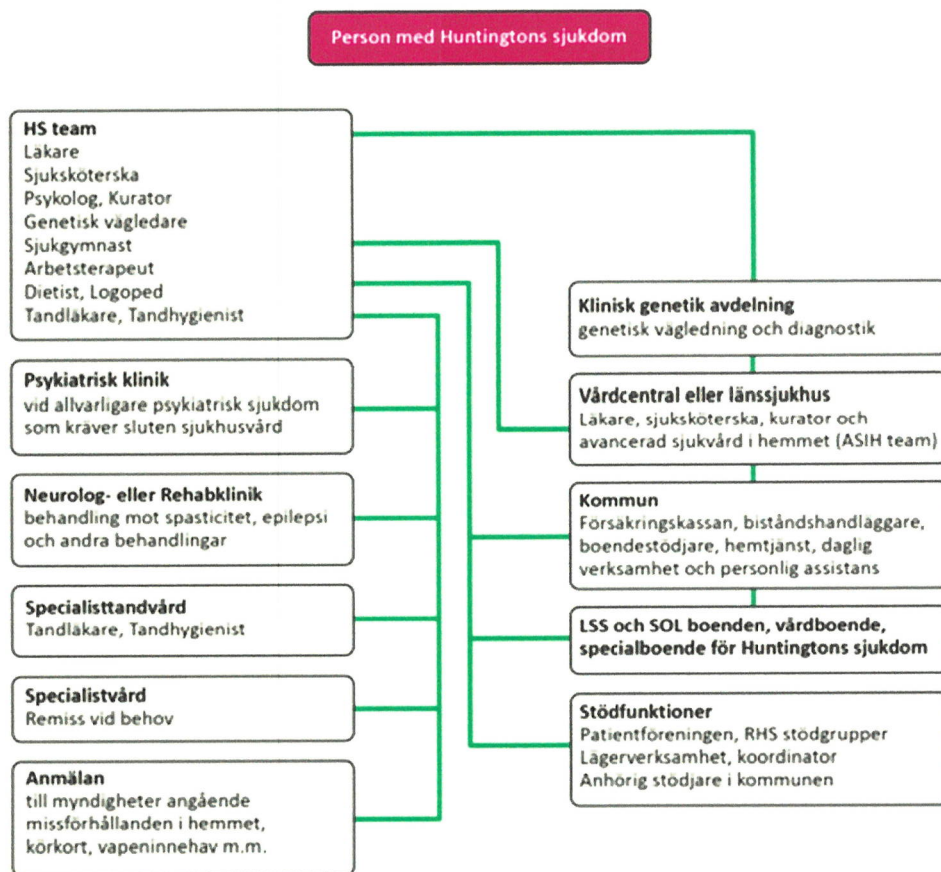 Person med Huntingtons sjukdom
HS team
Läkare
Sjuksköterska
Psykolog, Kurator
Genetisk vägledare
Sjukgymnast
Arbetsterapeut
Dietist, Logoped
Tandläkare, Tandhygienist
Psykiatrisk klinik
vid allvarligare psykiatrisk sjukdom
som kräver sluten sjukhusvård
Neurolog- eller Rehabklinik
behandling mot spasticitet, epilepsi
och andra behandlingar
Specialisttandvård
Tandläkare, Tandhygienist
Specialistvård
Remiss vid behov
Anmälan
till myndigheter angående
missförhållanden i hemmet,
körkort, vapeninnehav m.m.
Klinisk genetik avdelning
genetisk vägledning och diagnostik
Vårdcentral eller länssjukhus
Läkare, sjuksköterska, kurator och
avancerad sjukvård i hemmet (ASIH team)
Kommun
Försäkringskassan, biståndshandläggare,
boendestödjare, hemtjänst, daglig
verksamhet och personlig assistans
LSS och SOL boenden, vårdboende,
specialboende för Huntingtons sjukdom
Stödfunktioner
Patientföreningen, RHS stödgrupper
Lägerverksamhet, koordinator
Anhörig stödjare i kommunen